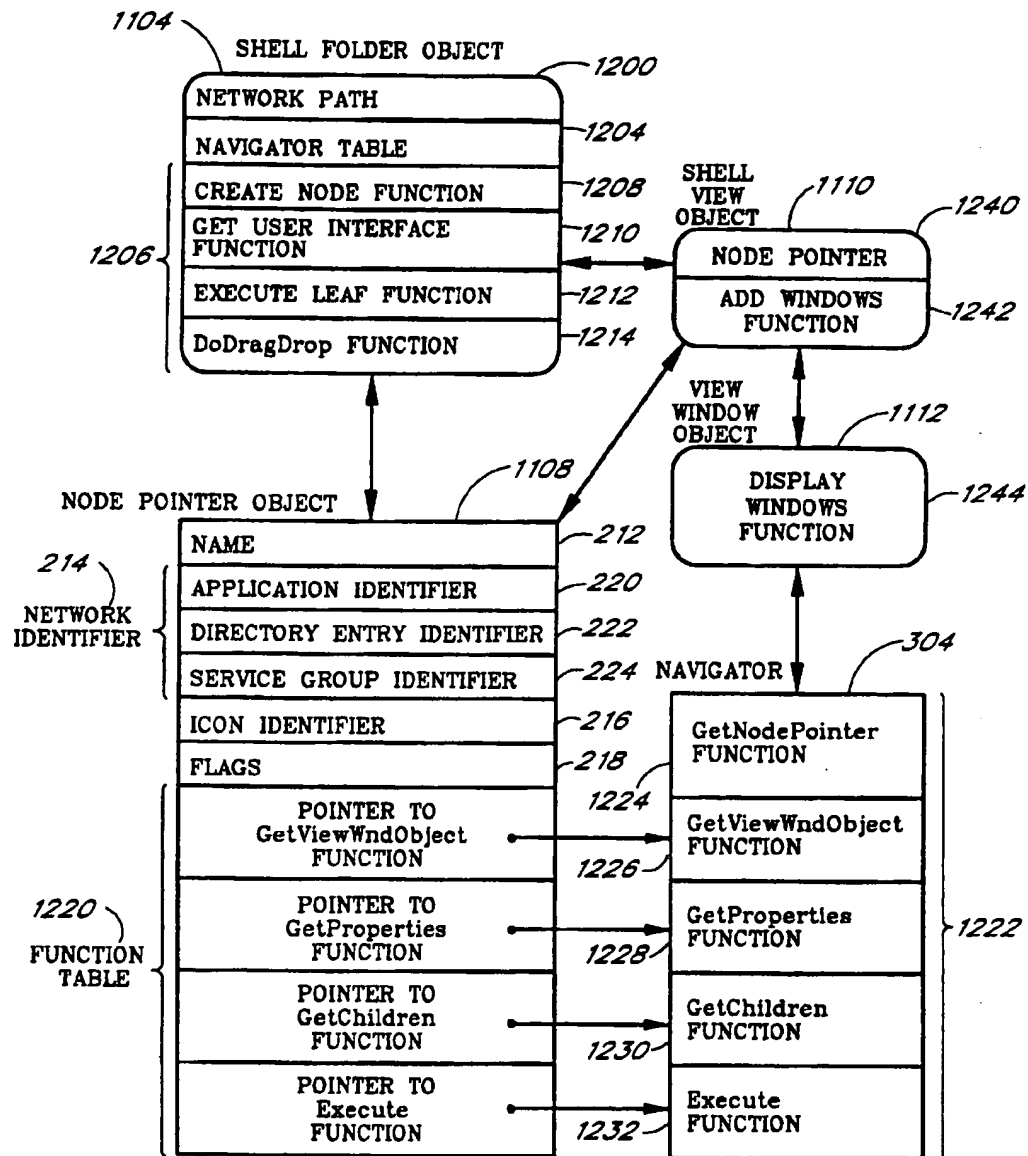 1104
SHELL FOLDER OBJECT
1200
NETWORK PATH
1204
NAVIGATOR TABLE
CREATE NODE FUNCTION
1208
GET USER INTERFACE
FUNCTION
1210
1206
EXECUTE LEAF FUNCTION
1212
DoDragDrop FUNCTION
1214
SHELL
VIEW
OBJECT
1110
1240
NODE POINTER
ADD WINDOWS
FUNCTION
1242
VIEW
WINDOW
OBJECT
1112
DISPLAY
WINDOWS
FUNCTION
1244
NODE POINTER OBJECT
1108
NAME
212
214
NETWORK
IDENTIFIER
APPLICATION IDENTIFIER
220
DIRECTORY ENTRY IDENTIFIER
222
SERVICE GROUP IDENTIFIER
224
ICON IDENTIFIER
216
FLAGS
218
1220
FUNCTION
TABLE
POINTER TO
GetViewWndObject
FUNCTION
POINTER TO
GetProperties
FUNCTION
POINTER TO
GetChildren
FUNCTION
POINTER TO
Execute
FUNCTION
NAVIGATOR
304
GetNodePointer
FUNCTION
1224
GetViewWndObject
FUNCTION
1226
GetProperties
FUNCTION
1228
1222
GetChildren
FUNCTION
1230
Execute
FUNCTION
1232